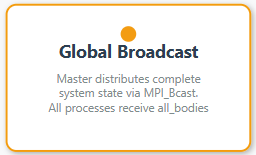 Global Broadcast
Master distributes complete
system state via MPI_Bcast.
All processes receive all_bodies